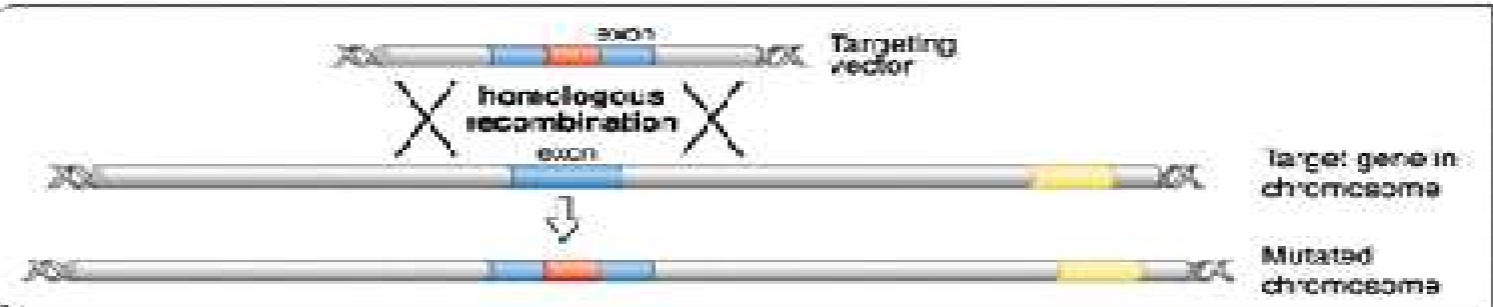 exon
Targeting
vector
homologous
recombination
exon
Target gene in
chromosome
Mutated
chromosome